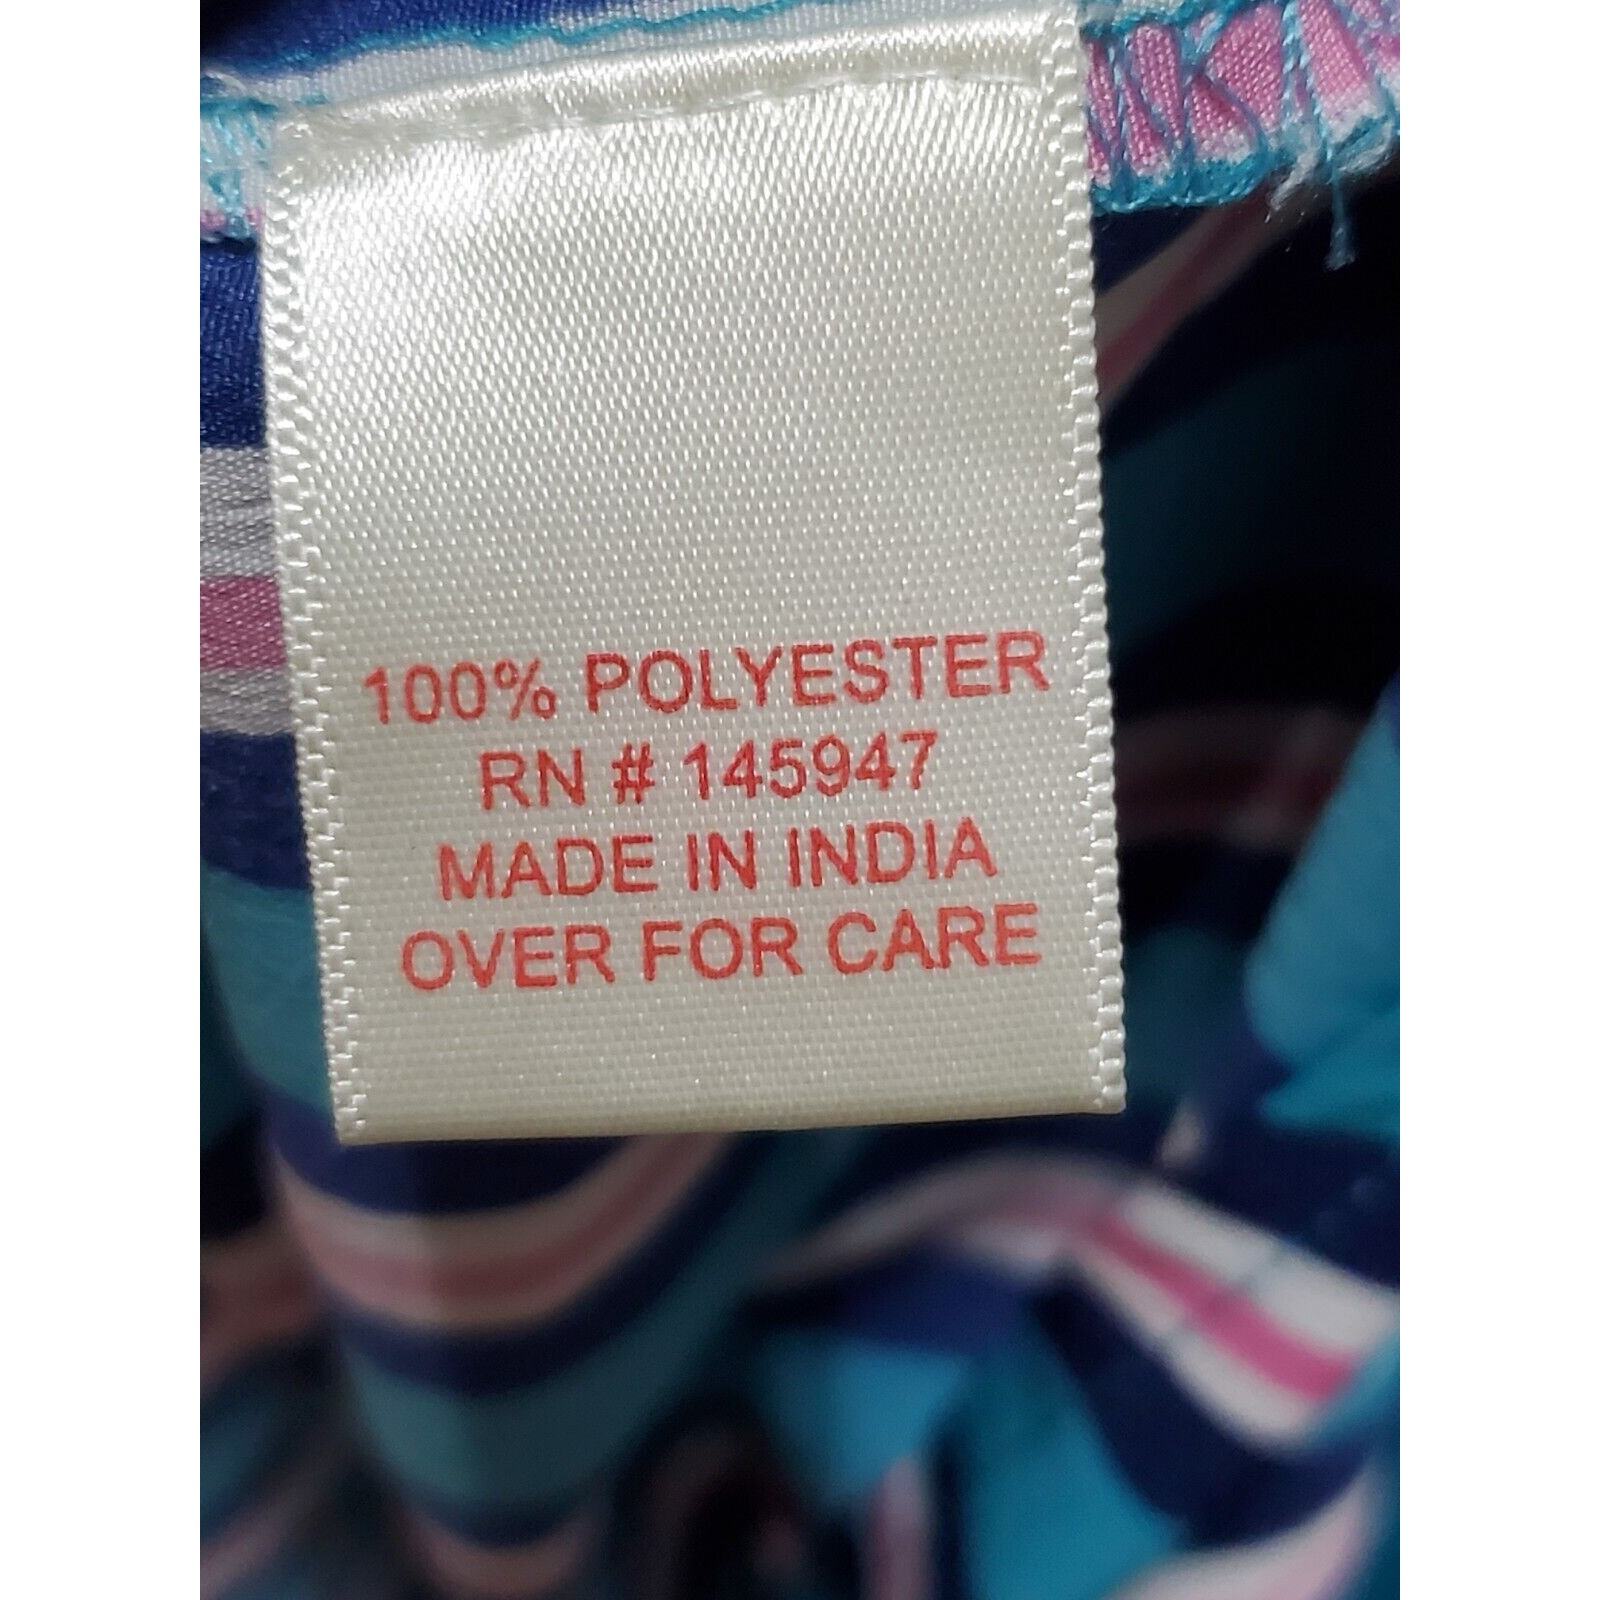 100% POLYESTER
RN # 145947
MADE IN INDIA
OVER FOR CARE